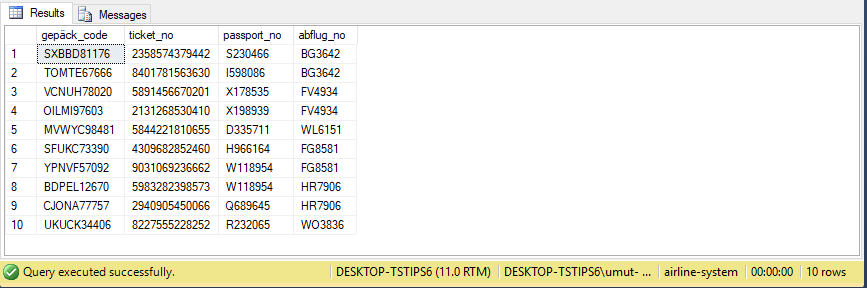 Results Messages
gepäck_code ticket_no passport_no abflug_no
1 SXBBD81176 2358574379442 S230466 BG3642
2 TOMTE67666 8401781563630 I598086 BG3642
3 VCNUH78020 5891456670201 X178535 FV4934
4 OILMI97603 2131268530410 X198939 FV4934
5 MVWYC98481 5844221810655 D335711 WL6151
6 SFUKC73390 4309682852460 H966164 FG8581
7 YPNVF57092 9031069236662 W118954 FG8581
8 BDPEL12670 5983282398573 W118954 HR7906
9 CJONA77757 2940905450066 Q689645 HR7906
10 UKUCK34406 8227555228252 R232065 WO3836
Query executed successfully. DESKTOP-TSTIPS6 (11.0 RTM) DESKTOP-TSTIPS6\umut- ... airline-system 00:00:00 10 rows